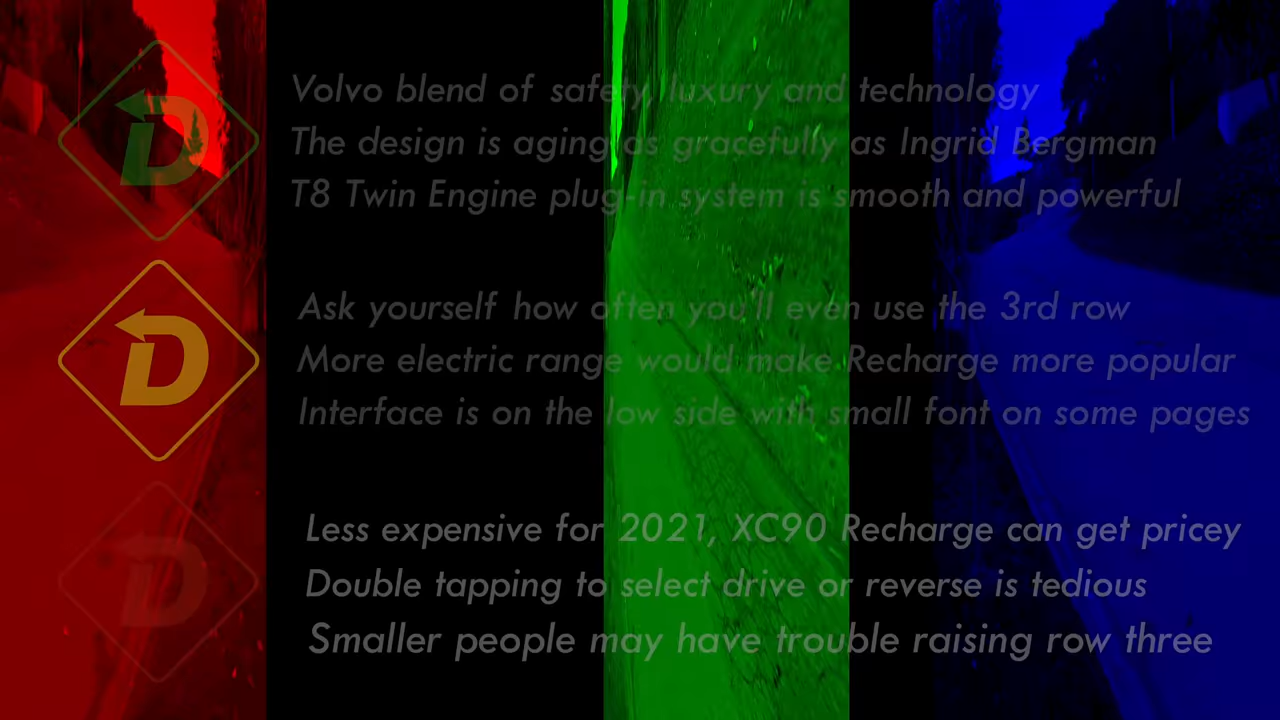 Volvo blend of safety luxury and technology
The design is aging as gracefully as Ingrid Bergman
T8 Twin Engine plug-in system is smooth and powerful
Ask yourself how often you'll even use the 3rd row
More electric range would make Recharge more popular
Interface is on the low side with small font on some pages
Less expensive for 2021, XC90 Recharge can get pricey
Double tapping to select drive or reverse is tedious
Smaller people may have trouble raising row three